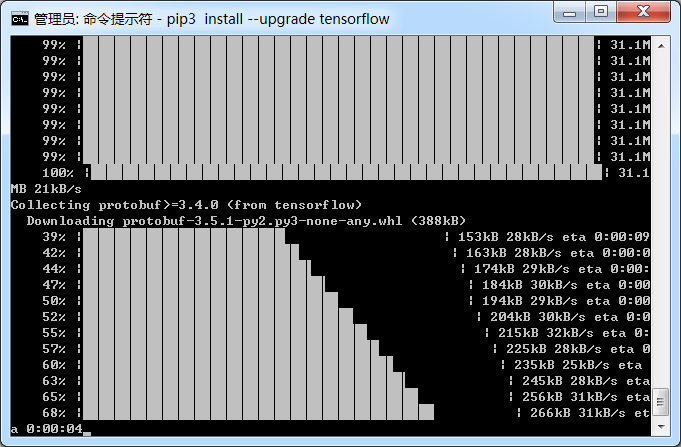 管理员: 命令提示符 - pip3  install --upgrade tensorflow
99% | | 31.1M
99% | | 31.1M
99% | | 31.1M
99% | | 31.1M
99% | | 31.1M
99% | | 31.1M
99% | | 31.1M
99% | | 31.1M
100% | | 31.1
MB 21kB/s
Collecting protobuf>=3.4.0 (from tensorflow)
Downloading protobuf-3.5.1-py2.py3-none-any.whl (388kB)
39% | | 153kB 28kB/s eta 0:00:09
42% | | 163kB 28kB/s eta 0:00:0
44% | | 174kB 29kB/s eta 0:00:
47% | | 184kB 30kB/s eta 0:00
50% | | 194kB 29kB/s eta 0:00
52% | | 204kB 30kB/s eta 0:0
55% | | 215kB 32kB/s eta 0:
57% | | 225kB 28kB/s eta 0
60% | | 235kB 25kB/s eta
63% | | 245kB 28kB/s eta
65% | | 256kB 31kB/s eta
68% | | 266kB 31kB/s et
a 0:00:04